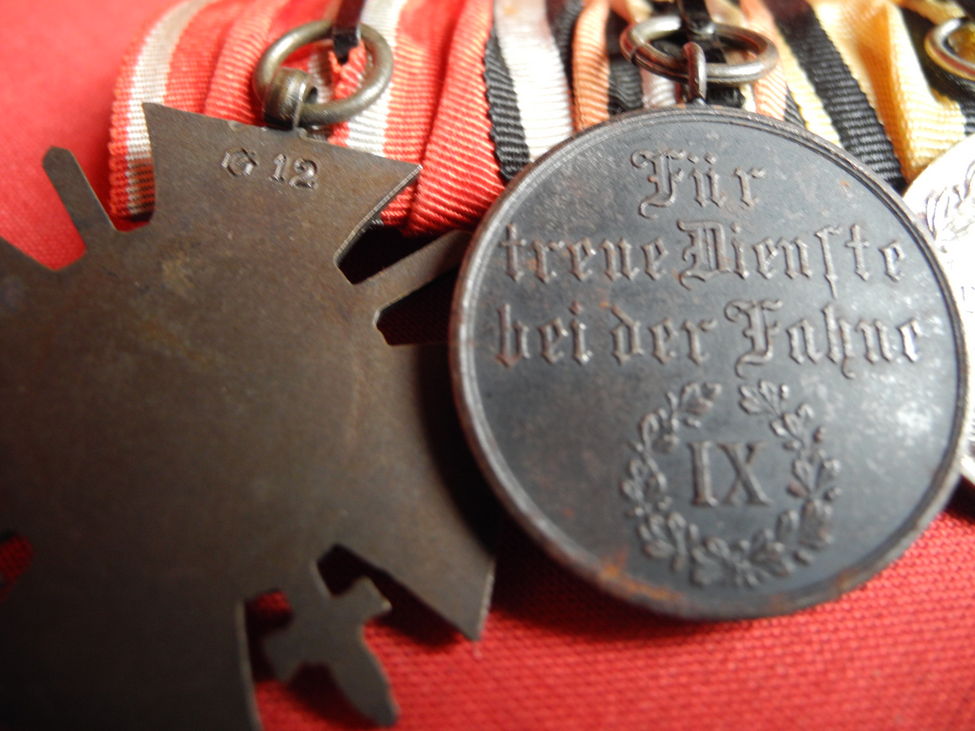 G 12
Für
treue Dienste
bei der Fahne
IX